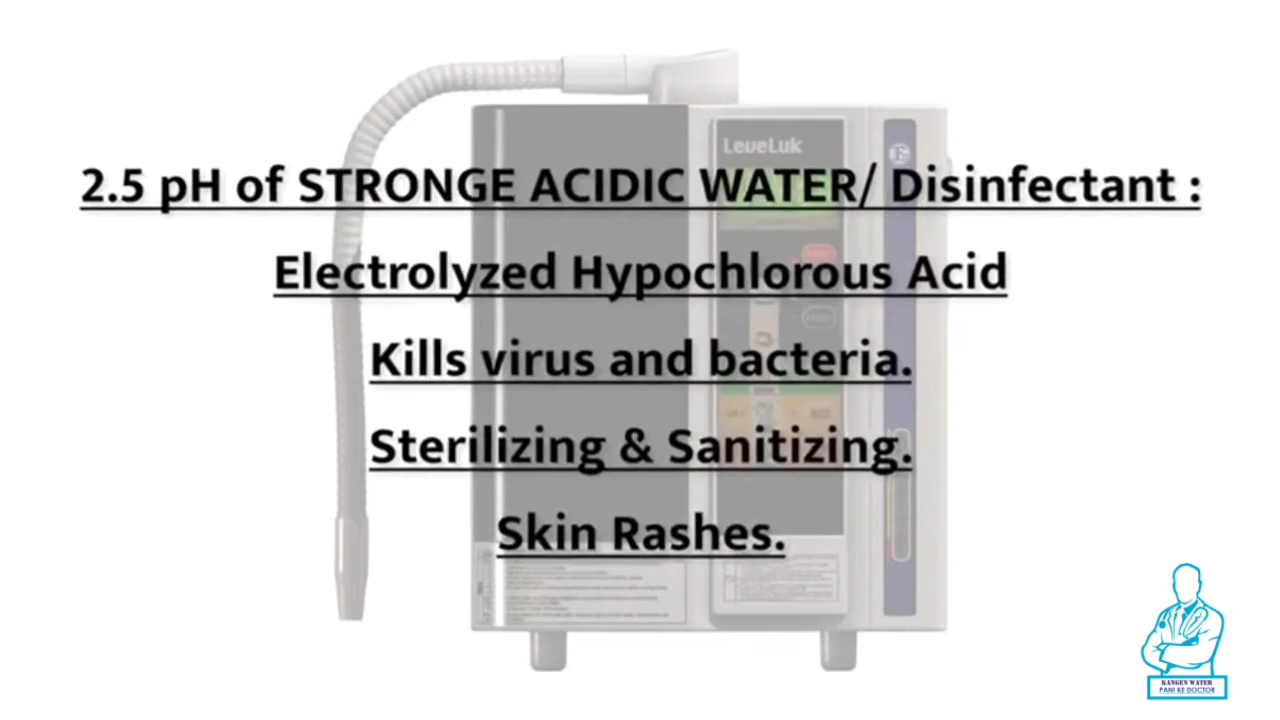 LeveLuk
2.5 pH of STRONGE ACIDIC WATER/ Disinfectant :
Electrolyzed Hypochlorous Acid
Kills virus and bacteria.
Sterilizing & Sanitizing.
Skin Rashes.
KANGEN WATER
PANI KE DOCTOR